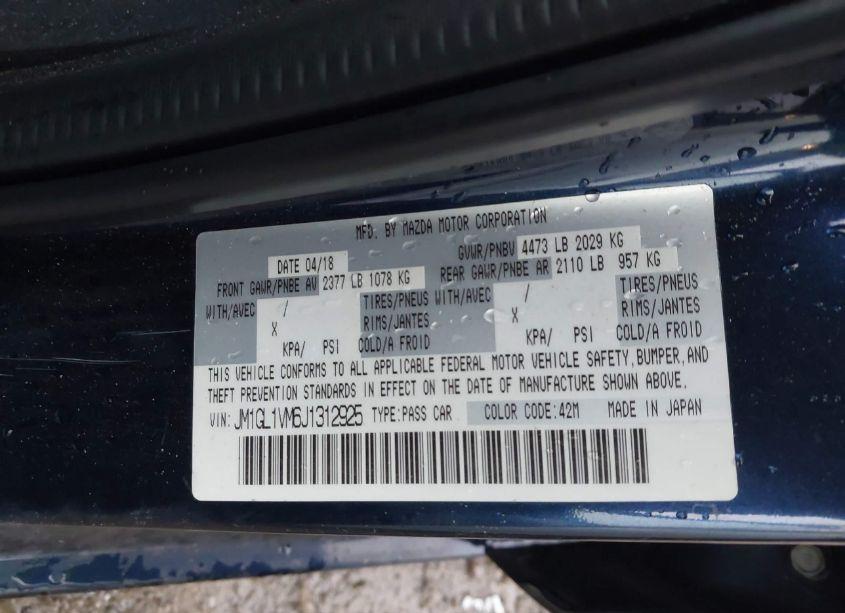 MFD. BY MAZDA MOTOR CORPORATION
DATE 04/18 GVWR/PNBV 4473 LB 2029 KG
FRONT GAWR/PNBE AV 2377 LB 1078 KG REAR GAWR/PNBE AR 2110 LB 957 KG
WITH/AVEC / TIRES/PNEUS WITH/AVEC / TIRES/PNEUS
X RIMS/JANTES X RIMS/JANTES
KPA/ PSI COLD/A FROID KPA/ PSI COLD/A FROID
THIS VEHICLE CONFORMS TO ALL APPLICABLE FEDERAL MOTOR VEHICLE SAFETY, BUMPER, AND
THEFT PREVENTION STANDARDS IN EFFECT ON THE DATE OF MANUFACTURE SHOWN ABOVE.
VIN: JM1GL1VM6J1312925 TYPE:PASS CAR COLOR CODE:42M MADE IN JAPAN